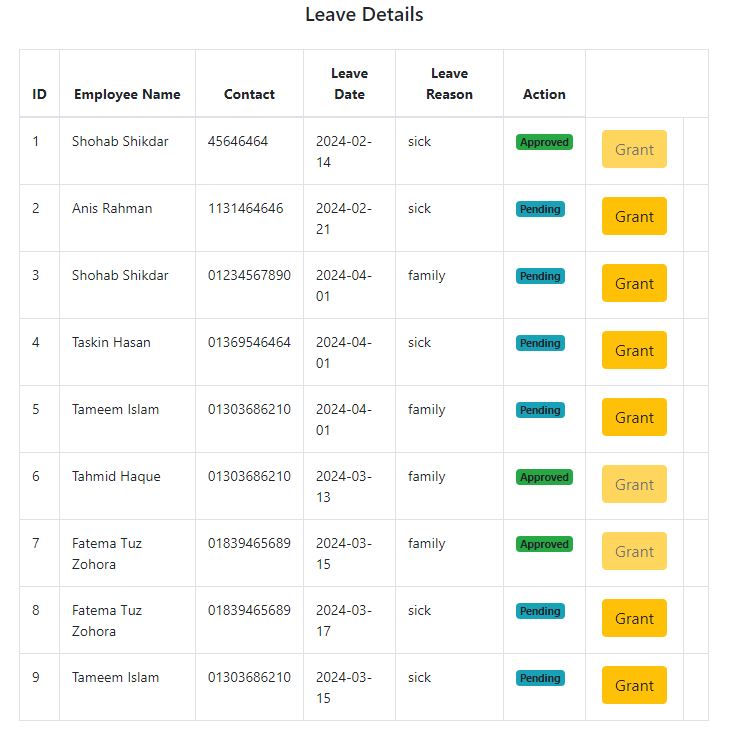 Leave Details
ID Employee Name Contact Leave Date Leave Reason Action
1 Shohab Shikdar 45646464 2024-02-14 sick Approved Grant
2 Anis Rahman 1131464646 2024-02-21 sick Pending Grant
3 Shohab Shikdar 01234567890 2024-04-01 family Pending Grant
4 Taskin Hasan 01369546464 2024-04-01 sick Pending Grant
5 Tameem Islam 01303686210 2024-04-01 family Pending Grant
6 Tahmid Haque 01303686210 2024-03-13 family Approved Grant
7 Fatema Tuz Zohora 01839465689 2024-03-15 family Approved Grant
8 Fatema Tuz Zohora 01839465689 2024-03-17 sick Pending Grant
9 Tameem Islam 01303686210 2024-03-15 sick Pending Grant